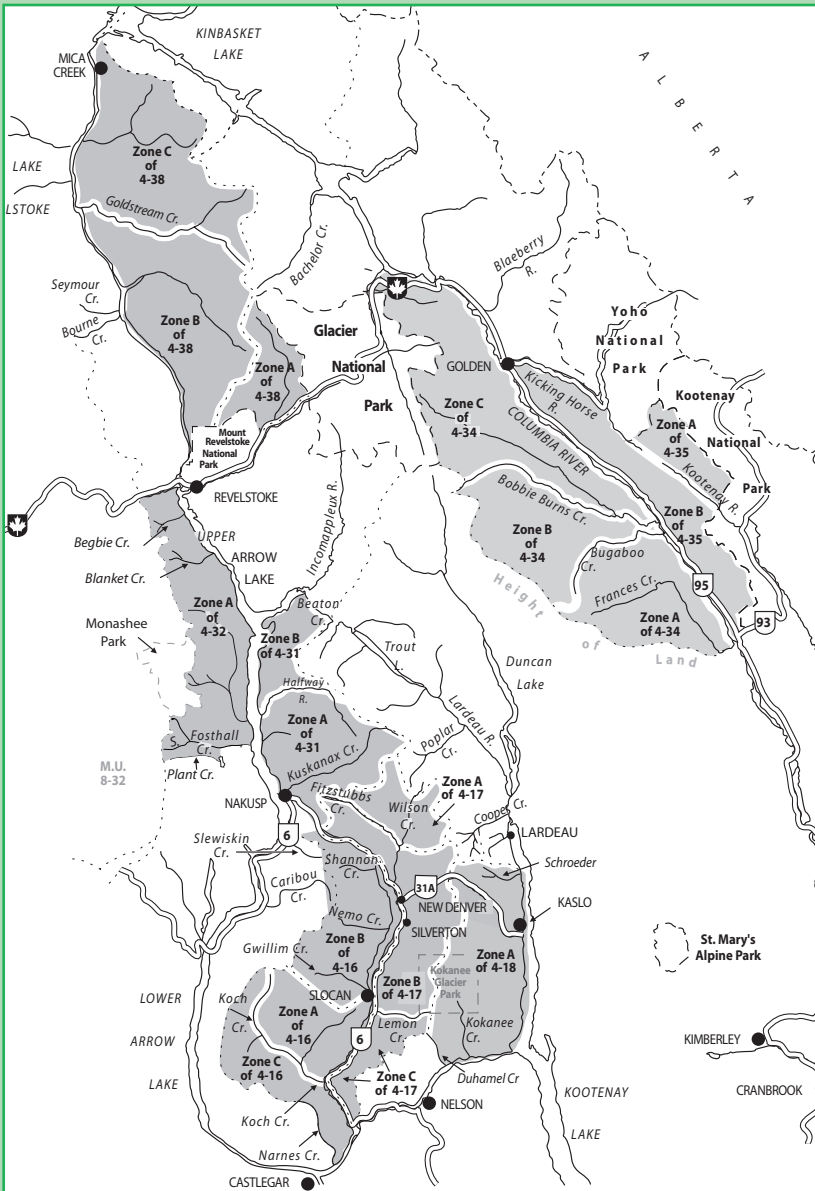 KINBASKET
LAKE
MICA
CREEK
ALBERTA
Zone C
of
4-38
LAKE
LSTOKE
Goldstream Cr.
Bachelor Cr.
Blaeberry
R.
Seymour
Cr.
Bourne
Cr.
Zone B
of
4-38
Glacier
National
Park
Yoho
National
Park
Zone A
of
4-38
GOLDEN
Kicking Horse
R.
Kootenay
National
Park
Zone C
of
4-34
COLUMBIA RIVER
Zone A
of
4-35
Kootenay R.
Mount
Revelstoke
National
Park
REVELSTOKE
Bobbie Burns Cr.
Zone B
of
4-35
Incomappleux R.
Begbie Cr.
UPPER
ARROW
LAKE
Zone B
of
4-34
Bugaboo
Cr.
Blanket Cr.
95
Frances Cr.
Zone A
of
4-32
Beaton
Cr.
Zone A
of 4-34
93
Height of Land
Monashee
Park
Zone B
of
4-31
Trout
L.
Duncan
Lake
Halfway
R.
Lardeau R.
Zone A
of
4-31
Poplar
Cr.
S. Fosthall
Cr.
Kuskanax Cr.
M.U.
8-32
Plant Cr.
Zone A
of 4-17
NAKUSP
Fitzstubbs
Cr.
Wilson
Cr.
Cooper Cr.
LARDEAU
6
Slewiskin
Cr.
Shannon
Cr.
Schroeder
Caribou
Cr.
31A
NEW DENVER
KASLO
Nemo Cr.
SILVERTON
St. Mary's
Alpine Park
Gwillim Cr.
Zone B
of
4-16
Zone A
of 4-18
Zone B
of 4-17
Kokanee
Glacier
Park
LOWER
ARROW
LAKE
Koch
Cr.
SLOCAN
Zone A
of
4-16
Lemon
Cr.
Kokanee
Cr.
6
KIMBERLEY
Zone C
of 4-16
Zone C
of 4-17
Duhamel Cr
CRANBROOK
Koch Cr.
NELSON
KOOTENAY
LAKE
Narnes Cr.
CASTLEGAR